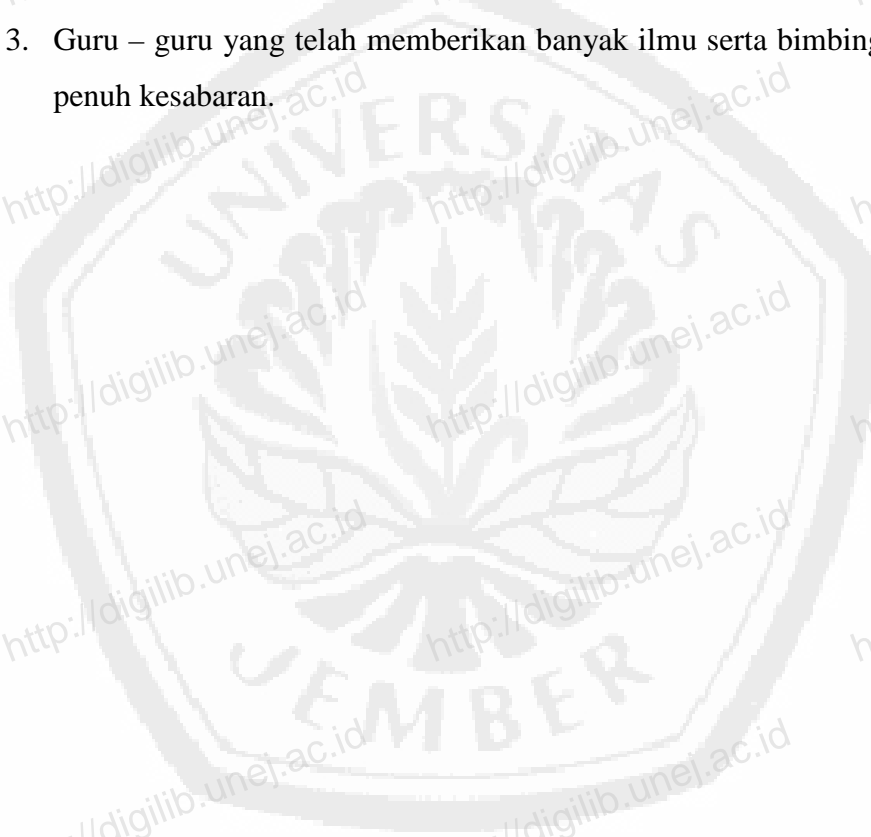 3. Guru – guru yang telah memberikan banyak ilmu serta
penuh kesabaran.
http://digilib.unej.ac.id
http://digilib.unej.ac.id
UNIVERSITAS
http://digilib.unej.ac.id
http://digilib.unej.ac.id
http://digilib.unej.ac.id
http://digilib.unej.ac.id
JEMBER
http://digilib.unej.ac.id
http://digilib.unej.ac.id